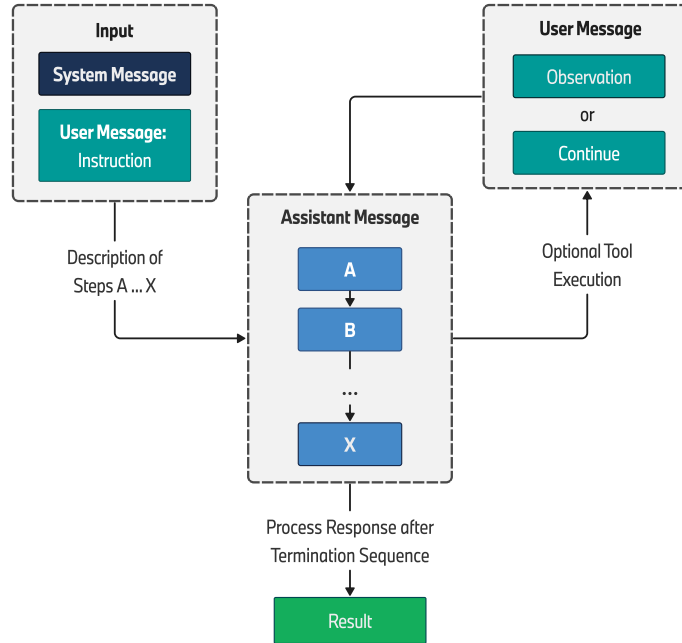 Input
System Message
User Message:
Instruction
User Message
Observation
or
Continue
Description of
Steps A ... X
Assistant Message
A
B
...
X
Optional Tool
Execution
Process Response after
Termination Sequence
Result